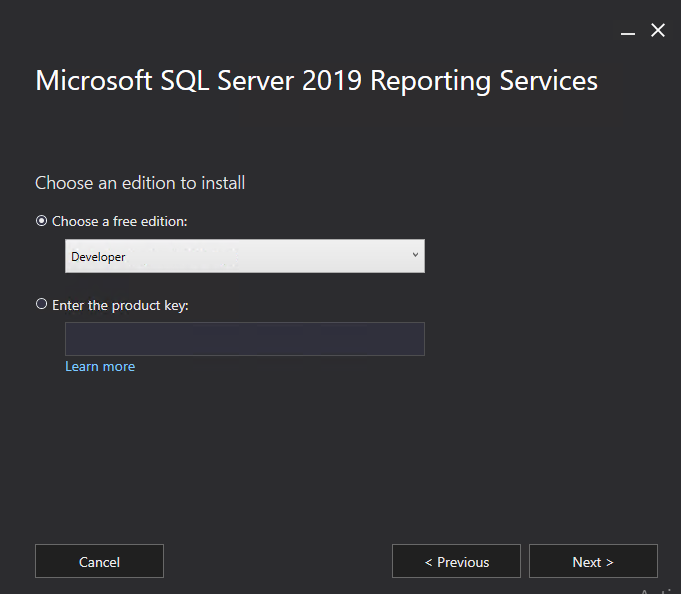 Microsoft SQL Server 2019 Reporting Services
Choose an edition to install
Choose a free edition:
Developer
Enter the product key:
Learn more
Cancel
< Previous
Next >